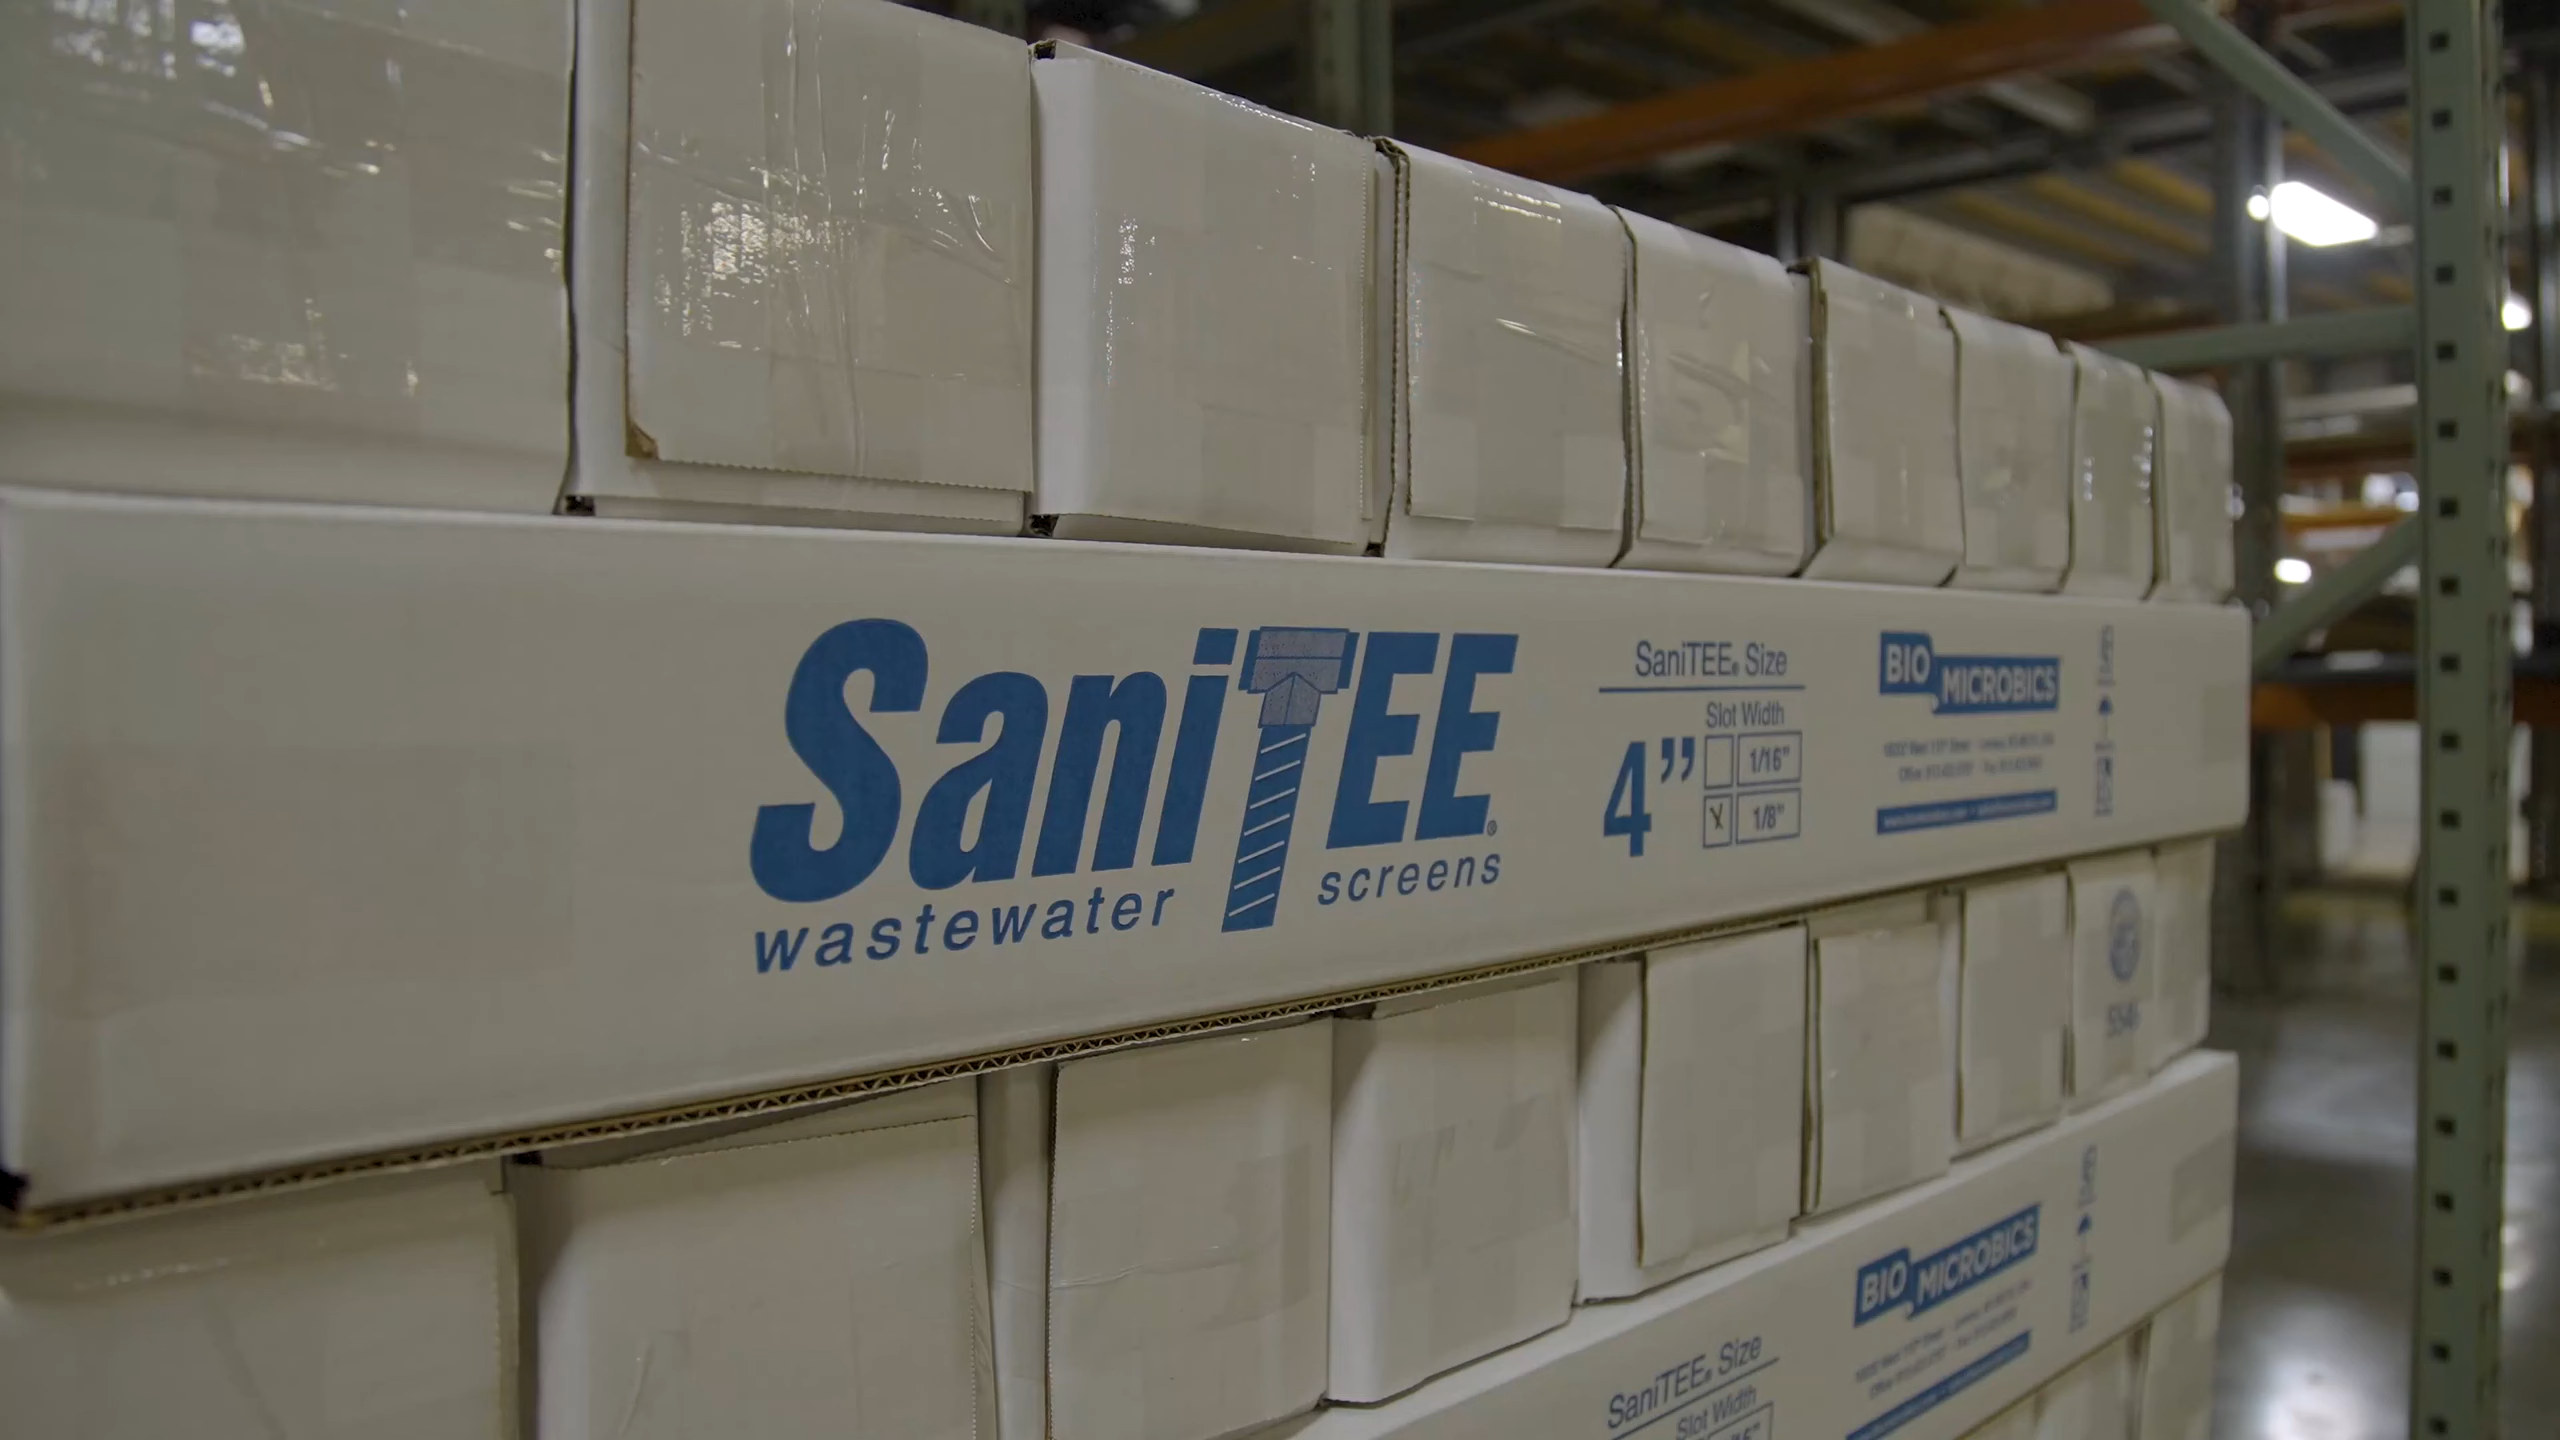 SaniTEE®
wastewater screens
SaniTEE® Size
Slot Width
4”
1/16"
X 1/8"
BIO
MICROBICS
BIO
MICROBICS
SaniTEE® Size
Slot Width